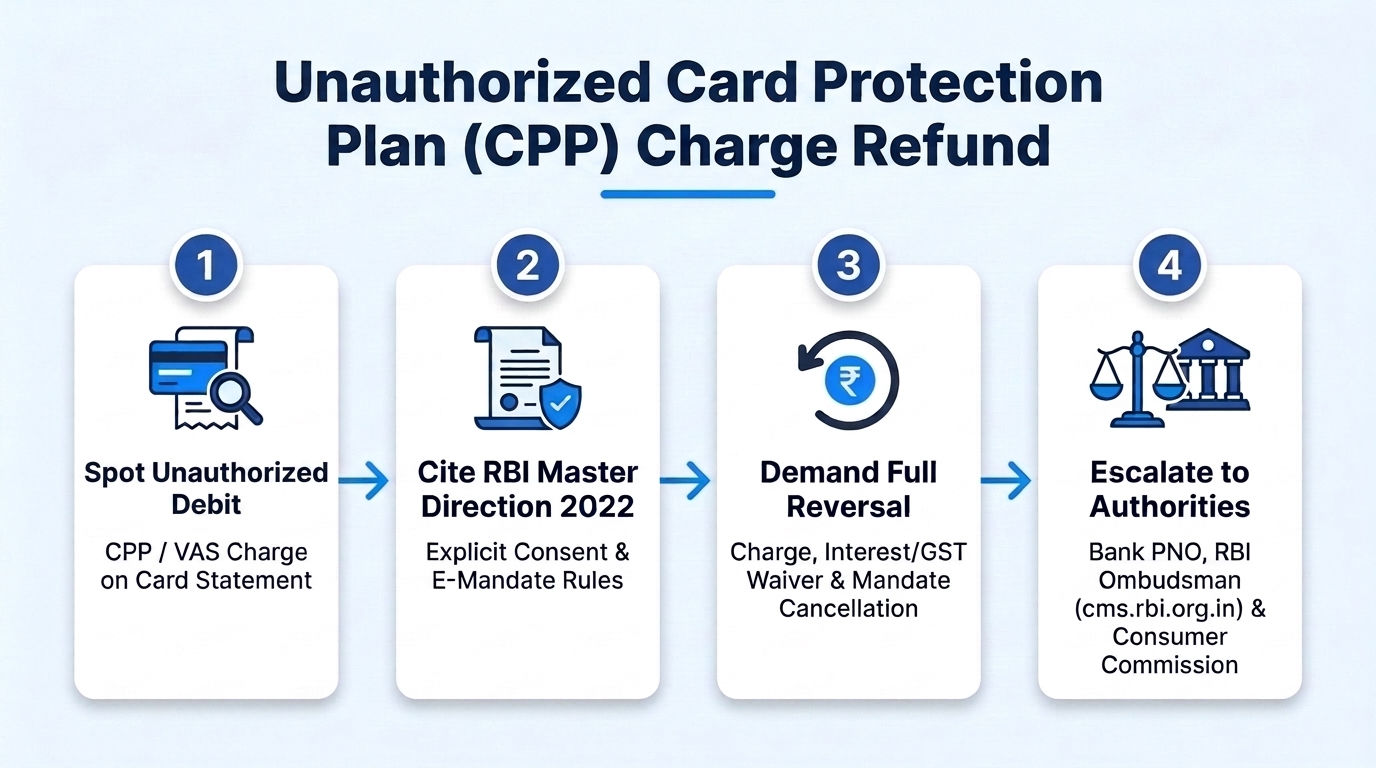 Unauthorized Card Protection
Plan (CPP) Charge Refund
1
Spot Unauthorized
Debit
CPP / VAS Charge
on Card Statement
2
Cite RBI Master
Direction 2022
Explicit Consent &
E-Mandate Rules
3
₹
Demand Full
Reversal
Charge, Interest/GST
Waiver & Mandate
Cancellation
4
Escalate to
Authorities
Bank PNO, RBI
Ombudsman
(cms.rbi.org.in) &
Consumer
Commission